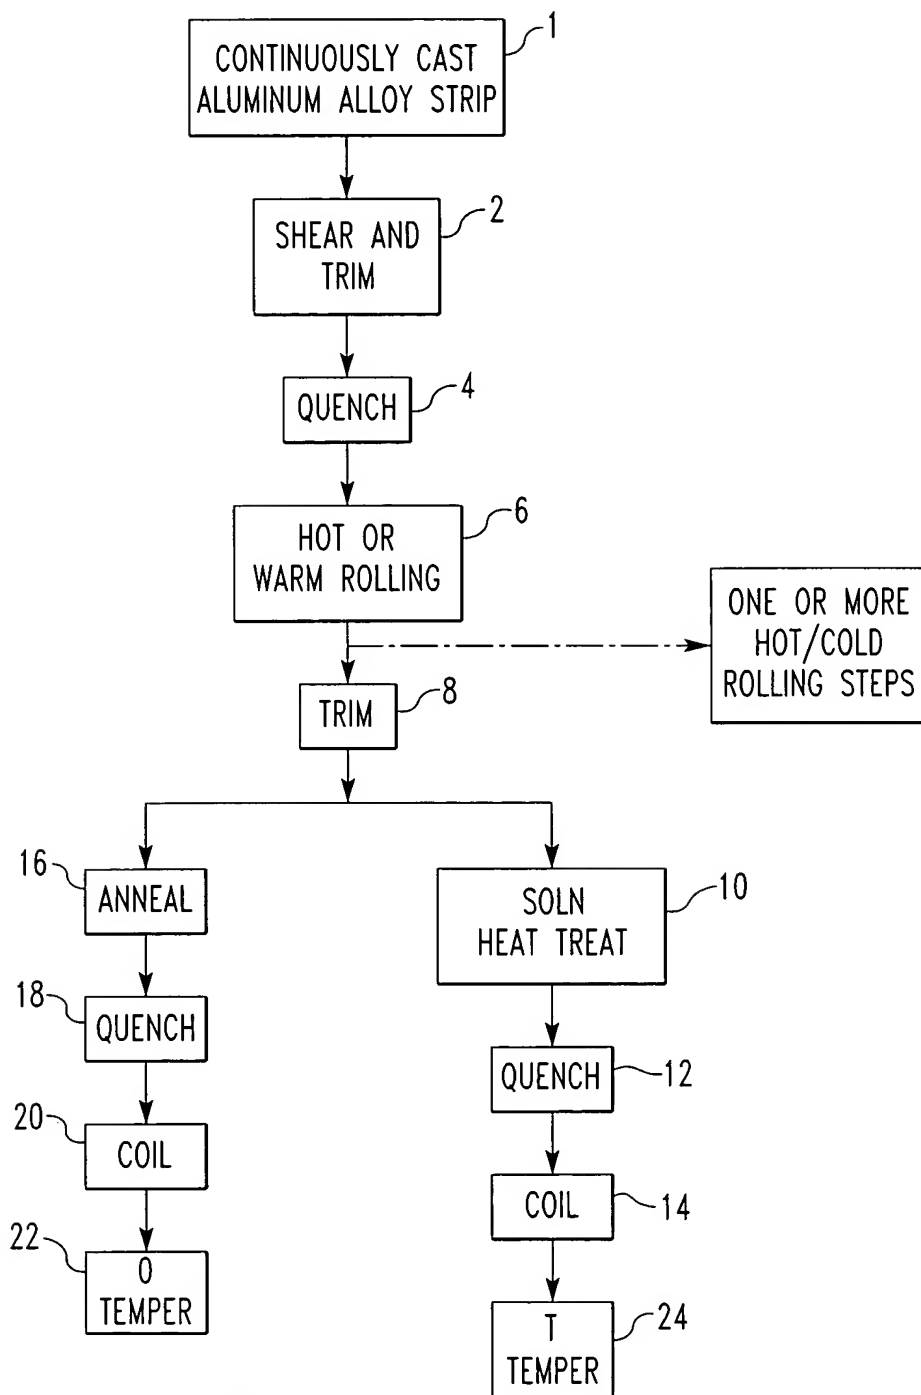 1
CONTINUOUSLY CAST
ALUMINUM ALLOY STRIP
2
SHEAR AND
TRIM
4
QUENCH
6
HOT OR
WARM ROLLING
ONE OR MORE
HOT/COLD
ROLLING STEPS
8
TRIM
16
ANNEAL
18
QUENCH
20
COIL
22
O
TEMPER
10
SOLN
HEAT TREAT
12
QUENCH
14
COIL
24
T
TEMPER